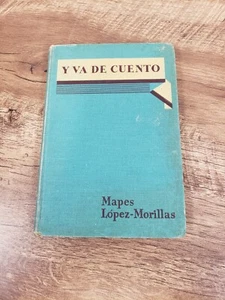 Y VA DE CUENTO
Mapes
López-Morillas